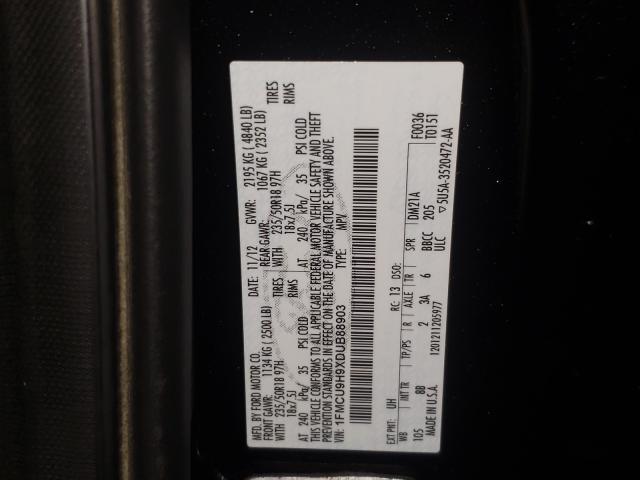 MFD. BY FORD MOTOR CO.
DATE: 11/12 GVWR: 2195 KG ( 4840 LB)
FRONT GAWR: 1134 KG ( 2500 LB) REAR GAWR: 1067 KG ( 2352 LB)
WITH 235/50R18 97H TIRES WITH 235/50R18 97H TIRES
18x7.5J RIMS 18x7.5J RIMS
AT 240 kPa/ 35 PSI COLD AT 240 kPa/ 35 PSI COLD
THIS VEHICLE CONFORMS TO ALL APPLICABLE FEDERAL MOTOR VEHICLE SAFETY AND THEFT
PREVENTION STANDARDS IN EFFECT ON THE DATE OF MANUFACTURE SHOWN ABOVE.
VIN: 1FMCU9H9XDUB88903 TYPE: MPV
F0036
T0151
EXT PNT: UH RC: 13 DSO:
WB INT TR TP/PS R AXLE TR SPR DM21A
105 8B 2 3A 6 BBCC 205
ULC
MADE IN U.S.A. 1201211205977 ▽5U5A-3520472-AA